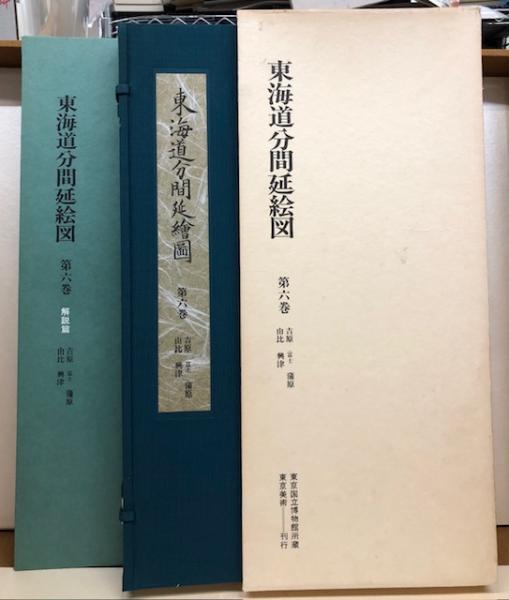 東海道分間延絵図
第六巻
吉原 富士 蒲原
由比 興津
東京国立博物館所蔵
東京美術――刊行
東海道分間延繪圖
第六巻
吉原 富士 蒲原
由比 興津
東海道分間延絵図
第六巻 解説篇
吉原 富士 蒲原
由比 興津